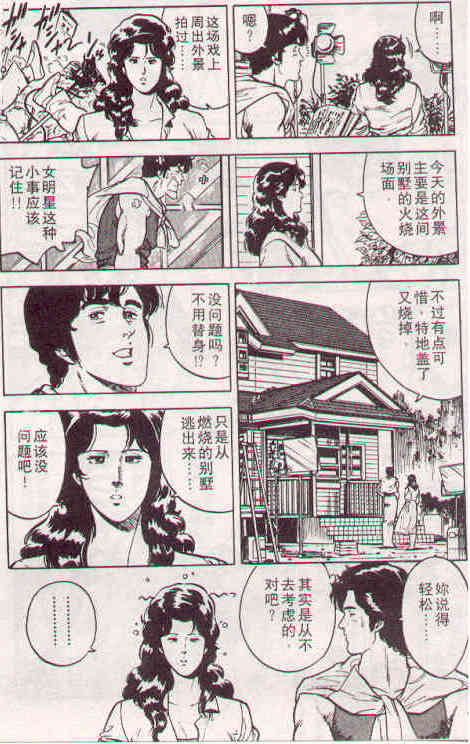 啊……
嗯？
这场戏上
周出外景
拍过……
今天的外景
主要是这间
别墅的火烧
场面．
女明星这种
小事应该
记住!!
不过有点可
惜，特地盖了
又烧掉．
没问题吗？
不用替身!?
只是从
燃烧的别墅
逃出来……
应该没
问题吧！
妳说得
轻松……
其实是从不
去考虑的．
对吧？
…………